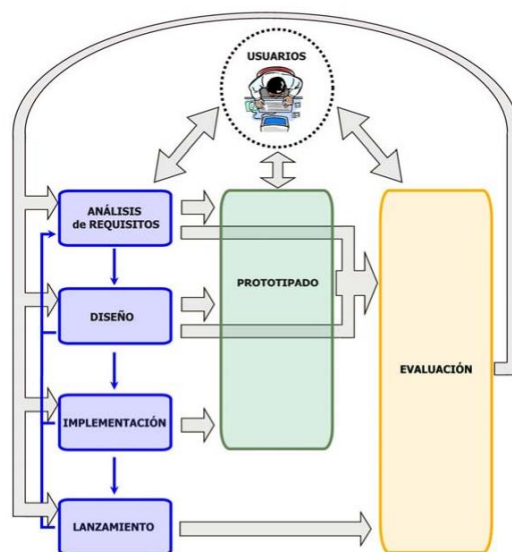 USUARIOS
ANÁLISIS
de REQUISITOS
PROTOTIPADO
DISEÑO
EVALUACIÓN
IMPLEMENTACIÓN
LANZAMIENTO